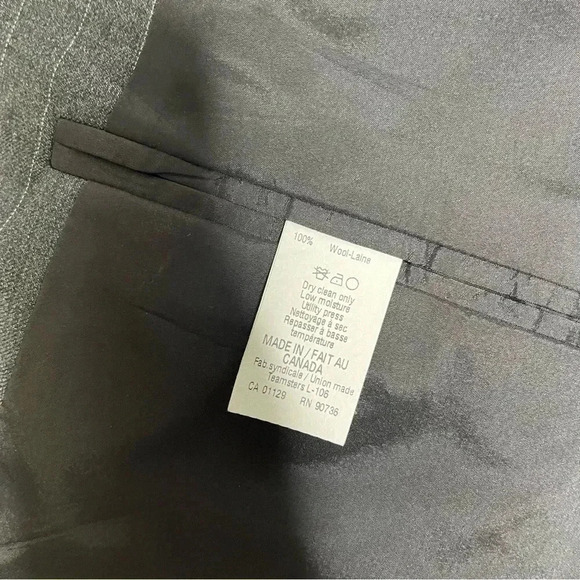 100% Wool-Laine
Dry clean only
Low moisture
Utility press
Nettoyage à sec
Repasser à basse
température
MADE IN / FAIT AU
CANADA
Fab syndicale / Union made
Teamsters L-106
CA 01129 RN 90736